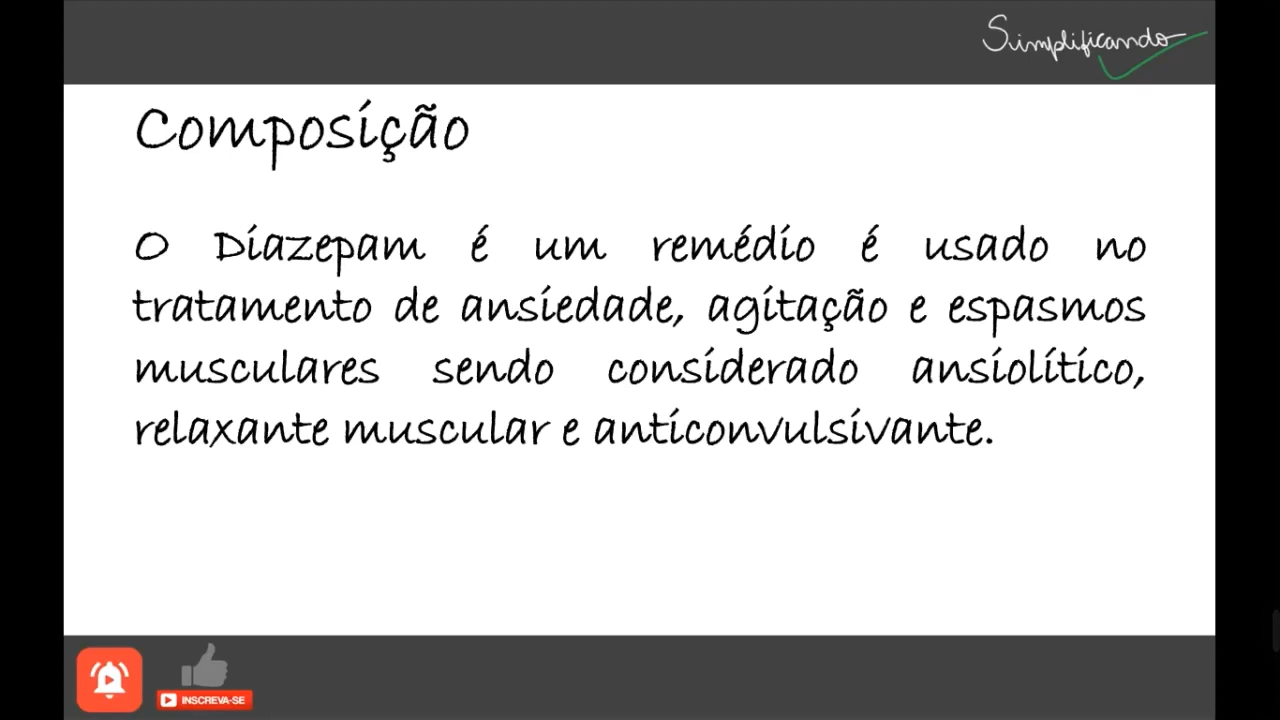 Simplificando
Composição
O Diazepam é um remédio é usado no
tratamento de ansiedade, agitação e espasmos
musculares sendo considerado ansiolítico,
relaxante muscular e anticonvulsivante.
INSCREVA-SE